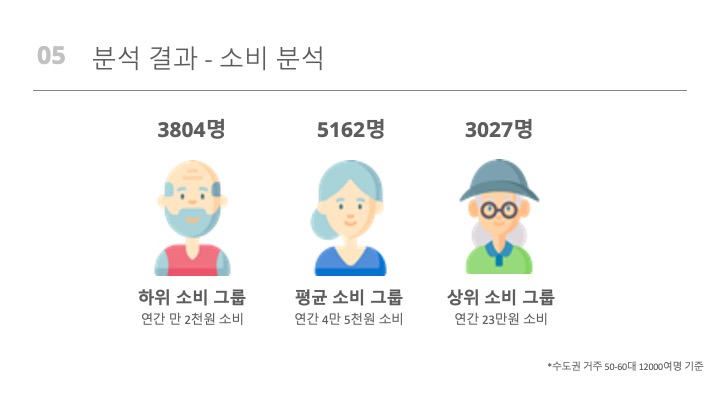 05 분석 결과 - 소비 분석
3804명 5162명 3027명
하위 소비 그룹 평균 소비 그룹 상위 소비 그룹
연간 만 2천원 소비 연간 4만 5천원 소비 연간 23만원 소비
*수도권 거주 50-60대 12000여명 기준